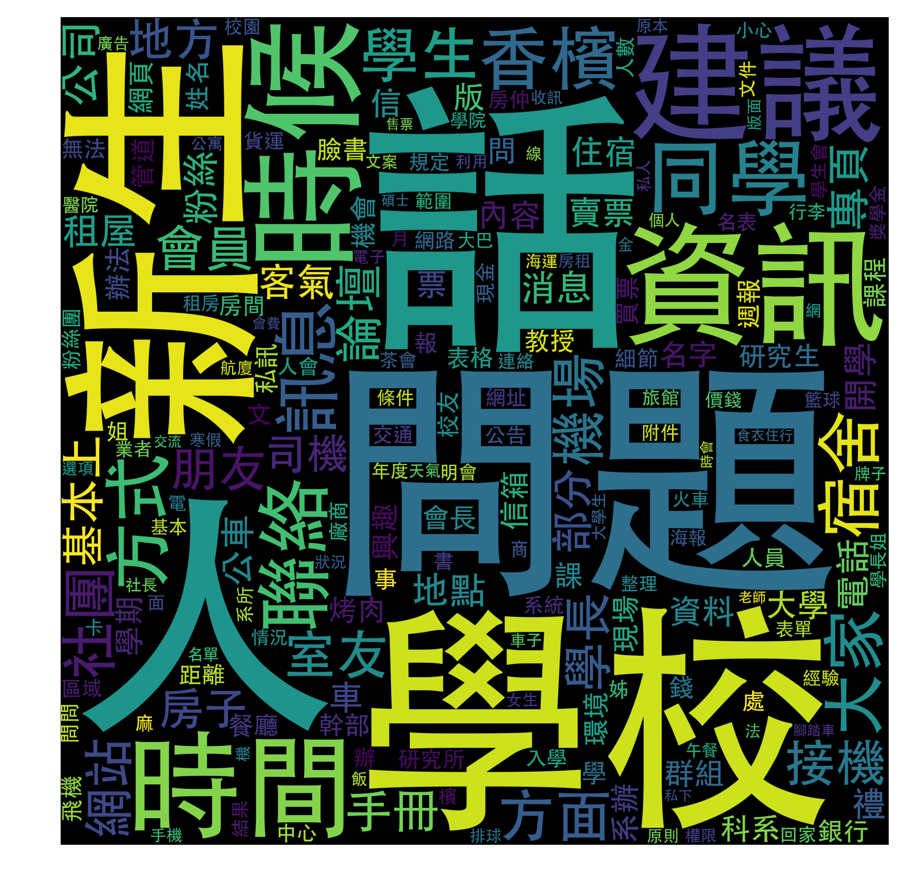 公司
廣告
地方
校園
時候
學生
香檳
人數
原本
小心
建議
網頁
姓名
新生
信
版
房仲
收訊
文件
版面
無法
管道
公寓
貨運
臉書
售票
學院
話
文案
規定
利用
問
線
住宿
同學
私人
學生會
專頁
獎學金
粉絲
碩士
範圍
機會
內容
賣票
個人
名表
行李
醫院
租屋
會員
月
網路
大巴
金
資訊
辦法
電子
客氣
論壇
票
現金
海運
房租
消息
買票
週報
網
課程
租房
房間
會費
訊息
粉絲團
航廈
私訊
人會
報
茶會
表格
連絡
教授
細節
名字
研究生
開學
問題
條件
網址
校友
機場
旅館
價錢
籃球
文
姐
業者
交流
寒假
朋友
司機
交通
公告
附件
時會
食衣住行
宿舍
牌子
選項
基本上
方式
年度
天氣
明會
信箱
部分
大學生
火車
電
基本
公車
聯絡
廠商
興趣
會長
商
海報
人員
學長姐
電話
人
狀況
書
課
事
地點
整理
社團
社長
畫
學期
卡
系所
烤肉
系統
學長
現場
資料
老師
大學
表單
大家
情況
室友
學校
車子
名單
距離
區域
房子
車
女生
環境
姊
錢
處
經驗
問問
麻
餐廳
幹部
法
腳踏車
網站
時間
機
辦
研究所
飯
入學
學
群組
午餐
私下
接機
飛機
手機
結果
中心
手冊
檳
排球
方面
系辦
原則
權限
科系
回家
銀行
禮